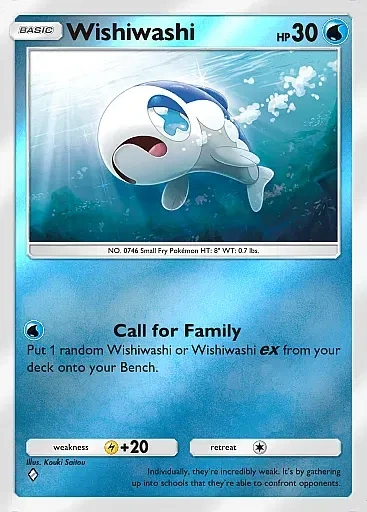 BASIC Wishiwashi HP 30
NO. 0746 Small Fry Pokémon HT: 8" WT: 0.7 lbs.
Call for Family
Put 1 random Wishiwashi or Wishiwashi ex from your
deck onto your Bench.
weakness +20 retreat
Illus. Kouki Saitou
Individually, they're incredibly weak. It's by gathering
up into schools that they're able to confront opponents.